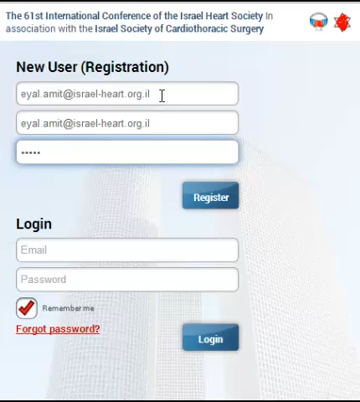 The 61st International Conference of the Israel Heart Society In
association with the Israel Society of Cardiothoracic Surgery
New User (Registration)
eyal.amit@israel-heart.org.il
eyal.amit@israel-heart.org.il
•••••
Register
Login
Email
Password
Remember me
Forgot password?
Login